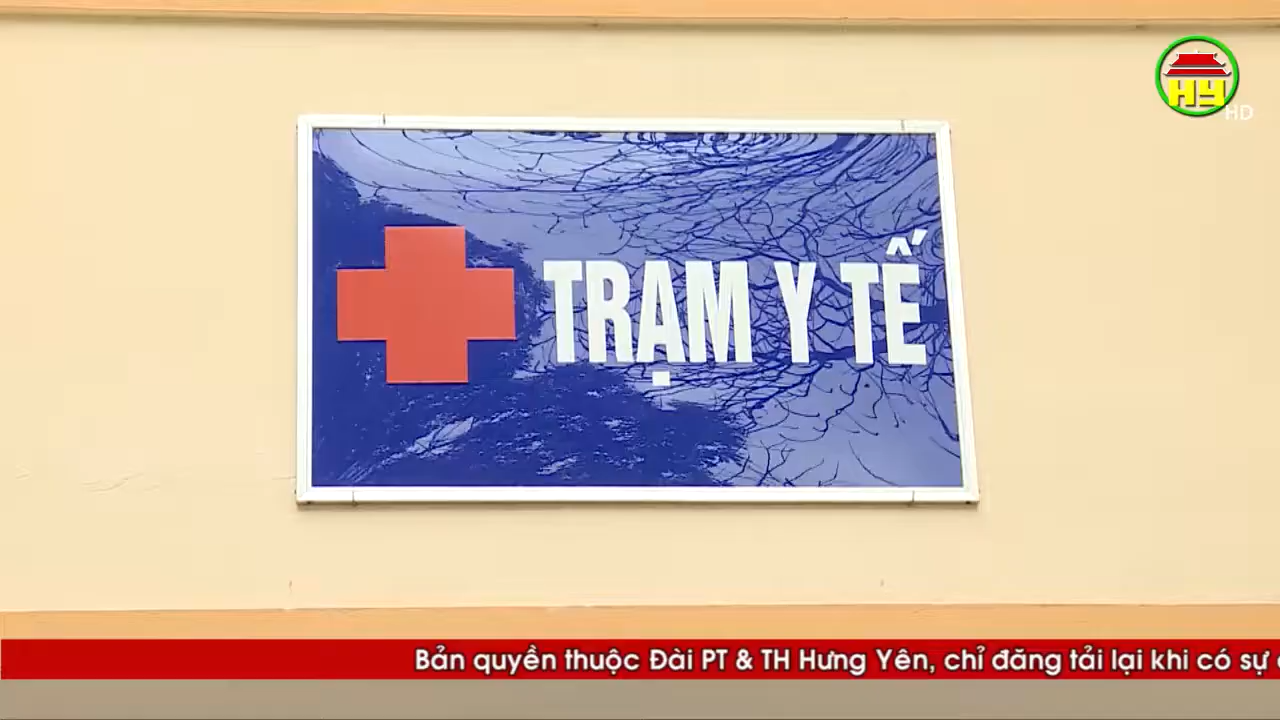 HY
HD
TRẠM Y TẾ
Bản quyền thuộc Đài PT & TH Hưng Yên, chỉ đăng tải lại khi có sự